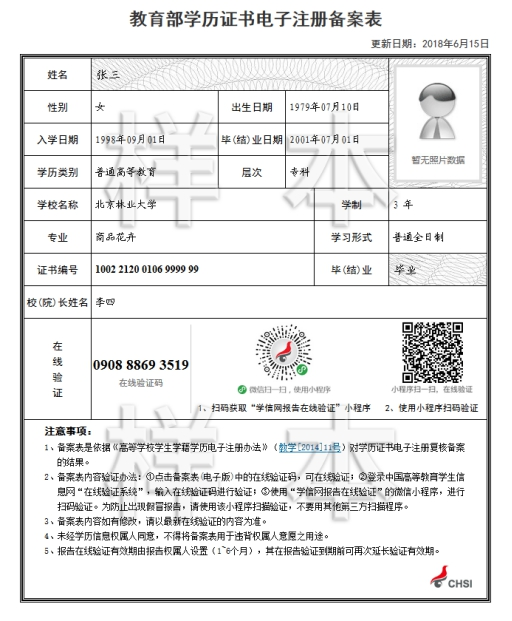 教育部学历证书电子注册备案表
更新日期：2018年6月15日
姓名 张三
性别 女 出生日期 1979年07月10日
入学日期 1998年09月01日 毕(结)业日期 2001年07月01日
暂无照片数据
学历类别 普通高等教育 层次 专科
学校名称 北京林业大学 学制 3 年
专业 商品花卉 学习形式 普通全日制
证书编号 1002 2120 0106 9999 99 毕(结)业 毕业
校(院)长姓名 李四
在线验证
0908 8869 3519
在线验证码
微信扫一扫，使用小程序
小程序扫一扫，在线验证
1、扫码获取“学信网报告在线验证”小程序 2、使用小程序扫码验证
样本
样本
注意事项：
1、备案表是依据《高等学校学生学籍学历电子注册办法》（教学[2014]11号）对学历证书电子注册复核备案
的结果。
2、备案表内容验证办法：①点击备案表(电子版)中的在线验证码，可在线验证；②登录中国高等教育学生信
息网“在线验证系统”，输入在线验证码进行验证；③使用“学信网报告在线验证”的微信小程序，进行
扫码验证。为防止出现假冒报告，请使用该小程序扫描验证，不要用其他第三方扫描程序。
3、备案表内容如有修改，请以最新在线验证的内容为准。
4、未经学历信息权属人同意，不得将备案表用于违背权属人意愿之用途。
5、报告在线验证有效期由报告权属人设置（1~6个月），其在报告验证到期前可再次延长验证有效期。
CHSI